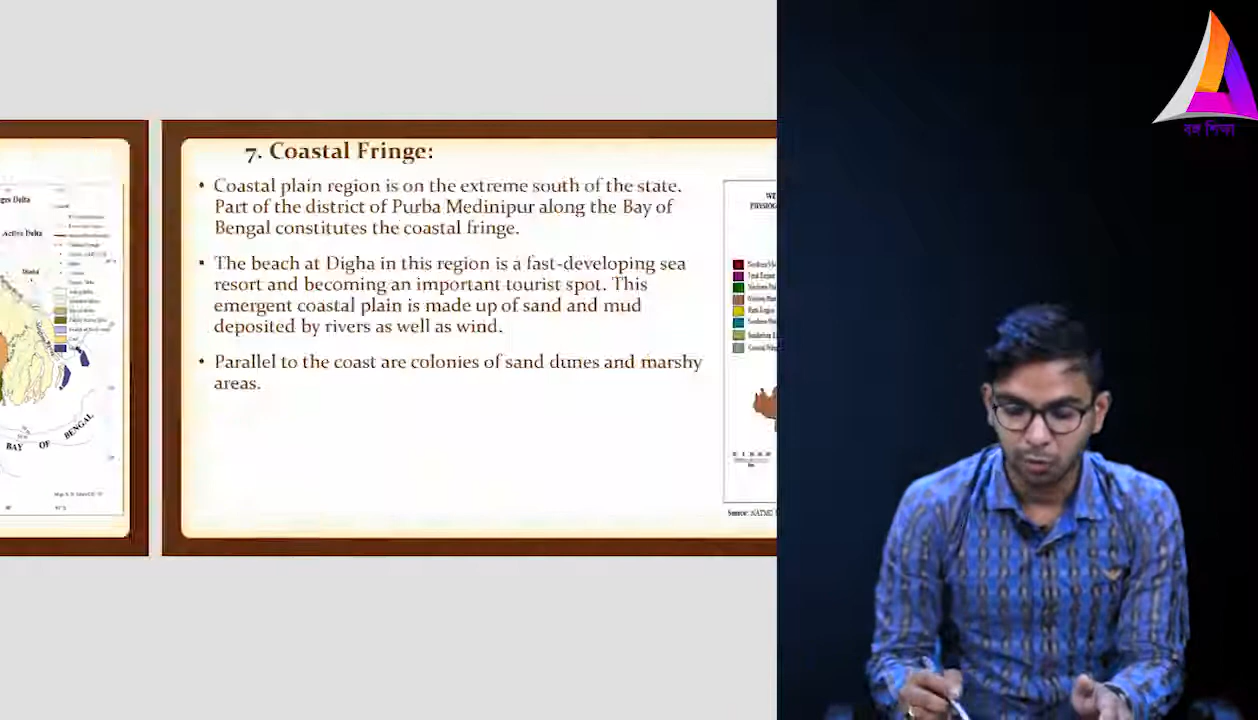 7. Coastal Fringe:
• Coastal plain region is on the extreme south of the state.
Part of the district of Purba Medinipur along the Bay of
Bengal constitutes the coastal fringe.
• The beach at Digha in this region is a fast-developing sea
resort and becoming an important tourist spot. This
emergent coastal plain is made up of sand and mud
deposited by rivers as well as wind.
• Parallel to the coast are colonies of sand dunes and marshy
areas.
Active Delta
BAY OF BENGAL
Source:
বঙ্গ শিক্ষা